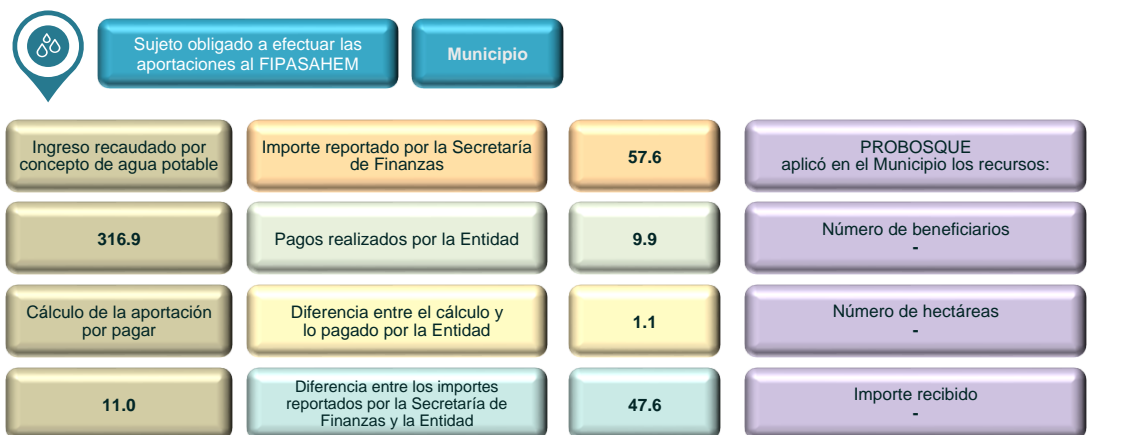 Sujeto obligado a efectuar las
aportaciones al FIPASAHEM
Municipio
Ingreso recaudado por
concepto de agua potable
Importe reportado por la Secretaría
de Finanzas
57.6
PROBOSQUE
aplicó en el Municipio los recursos:
316.9
Pagos realizados por la Entidad
9.9
Número de beneficiarios
-
Cálculo de la aportación
por pagar
Diferencia entre el cálculo y
lo pagado por la Entidad
1.1
Número de hectáreas
-
11.0
Diferencia entre los importes
reportados por la Secretaría de
Finanzas y la Entidad
47.6
Importe recibido
-